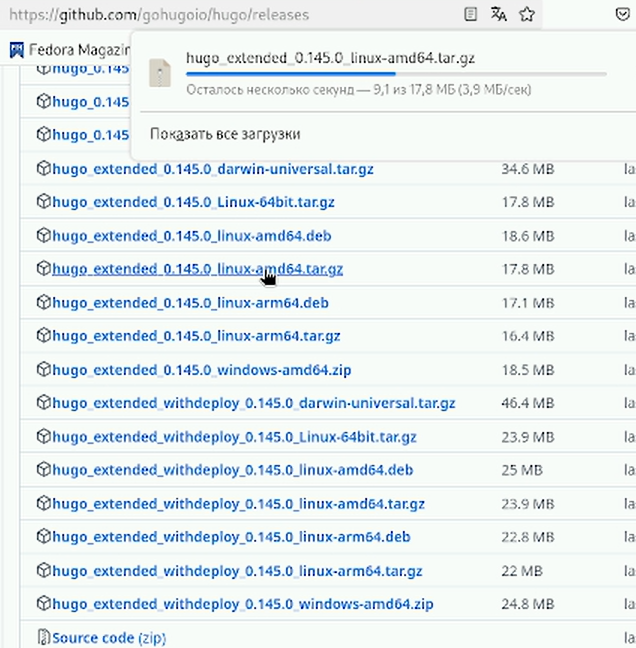 https://github.com/gohugoio/hugo/releases
Fedora Magazin
hugo_extended_0.145.0_linux-amd64.tar.gz
Осталось несколько секунд — 9,1 из 17,8 МБ (3,9 МБ/сек)
Показать все загрузки
hugo_0.145
hugo_0.145
hugo_0.145
hugo_extended_0.145.0_darwin-universal.tar.gz 34.6 MB la
hugo_extended_0.145.0_Linux-64bit.tar.gz 17.8 MB la
hugo_extended_0.145.0_linux-amd64.deb 18.6 MB la
hugo_extended_0.145.0_linux-amd64.tar.gz 17.8 MB la
hugo_extended_0.145.0_linux-arm64.deb 17.1 MB la
hugo_extended_0.145.0_linux-arm64.tar.gz 16.4 MB la
hugo_extended_0.145.0_windows-amd64.zip 18.5 MB la
hugo_extended_withdeploy_0.145.0_darwin-universal.tar.gz 46.4 MB la
hugo_extended_withdeploy_0.145.0_Linux-64bit.tar.gz 23.9 MB la
hugo_extended_withdeploy_0.145.0_linux-amd64.deb 25 MB la
hugo_extended_withdeploy_0.145.0_linux-amd64.tar.gz 23.9 MB la
hugo_extended_withdeploy_0.145.0_linux-arm64.deb 22.8 MB la
hugo_extended_withdeploy_0.145.0_linux-arm64.tar.gz 22 MB la
hugo_extended_withdeploy_0.145.0_windows-amd64.zip 24.8 MB la
Source code (zip) la